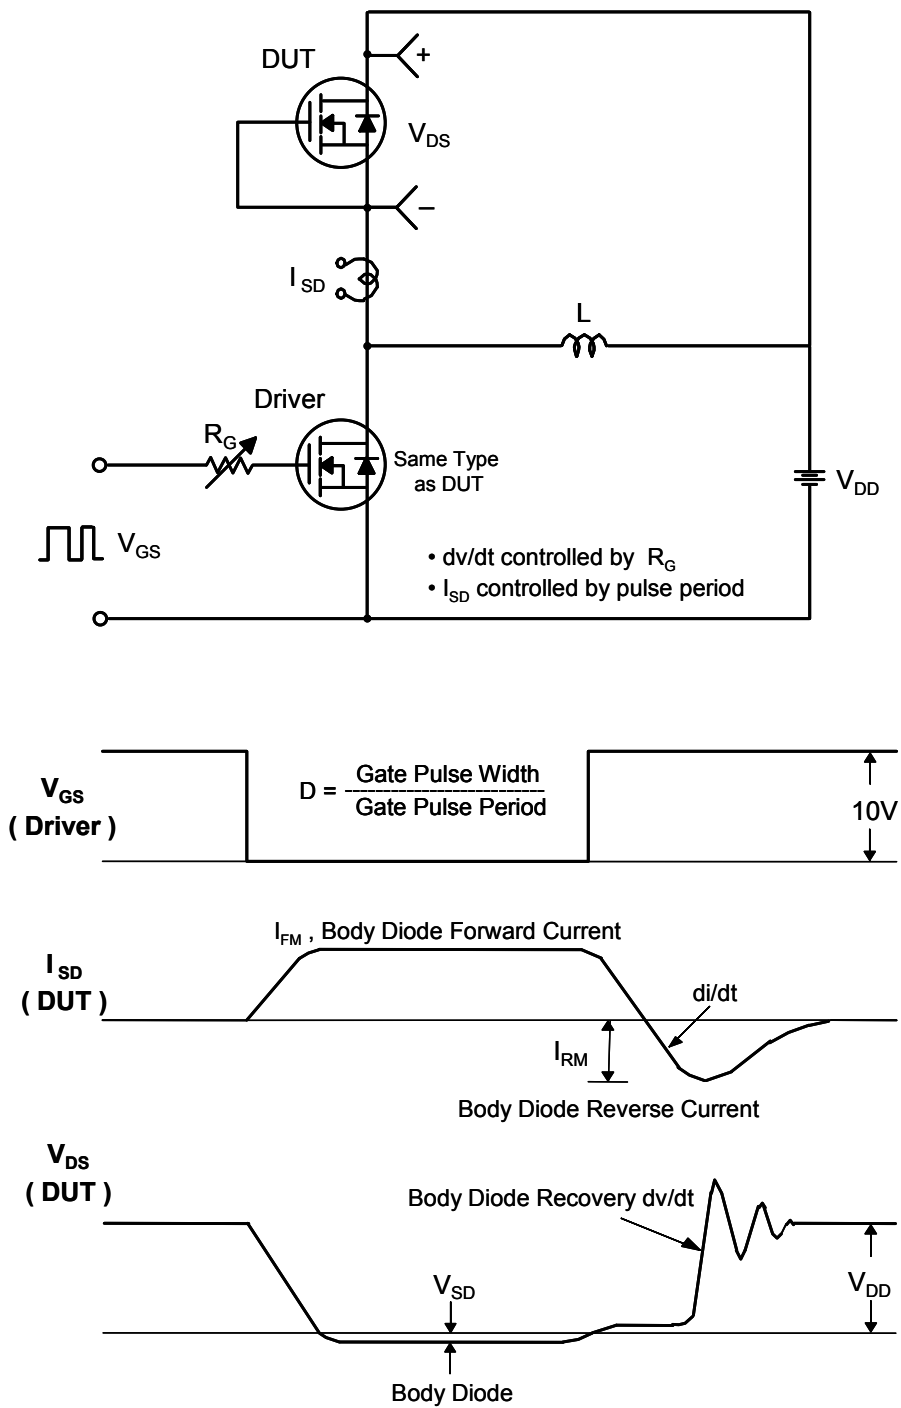 DUT
+
VDS
−
I SD
L
Driver
RG
Same Type
as DUT
VDD
VGS
• dv/dt controlled by RG
• ISD controlled by pulse period
VGS
( Driver )
D = Gate Pulse Width
--------------------------
Gate Pulse Period
10V
IFM , Body Diode Forward Current
I SD
( DUT )
di/dt
IRM
Body Diode Reverse Current
VDS
( DUT )
Body Diode Recovery dv/dt
VSD
VDD
Body Diode